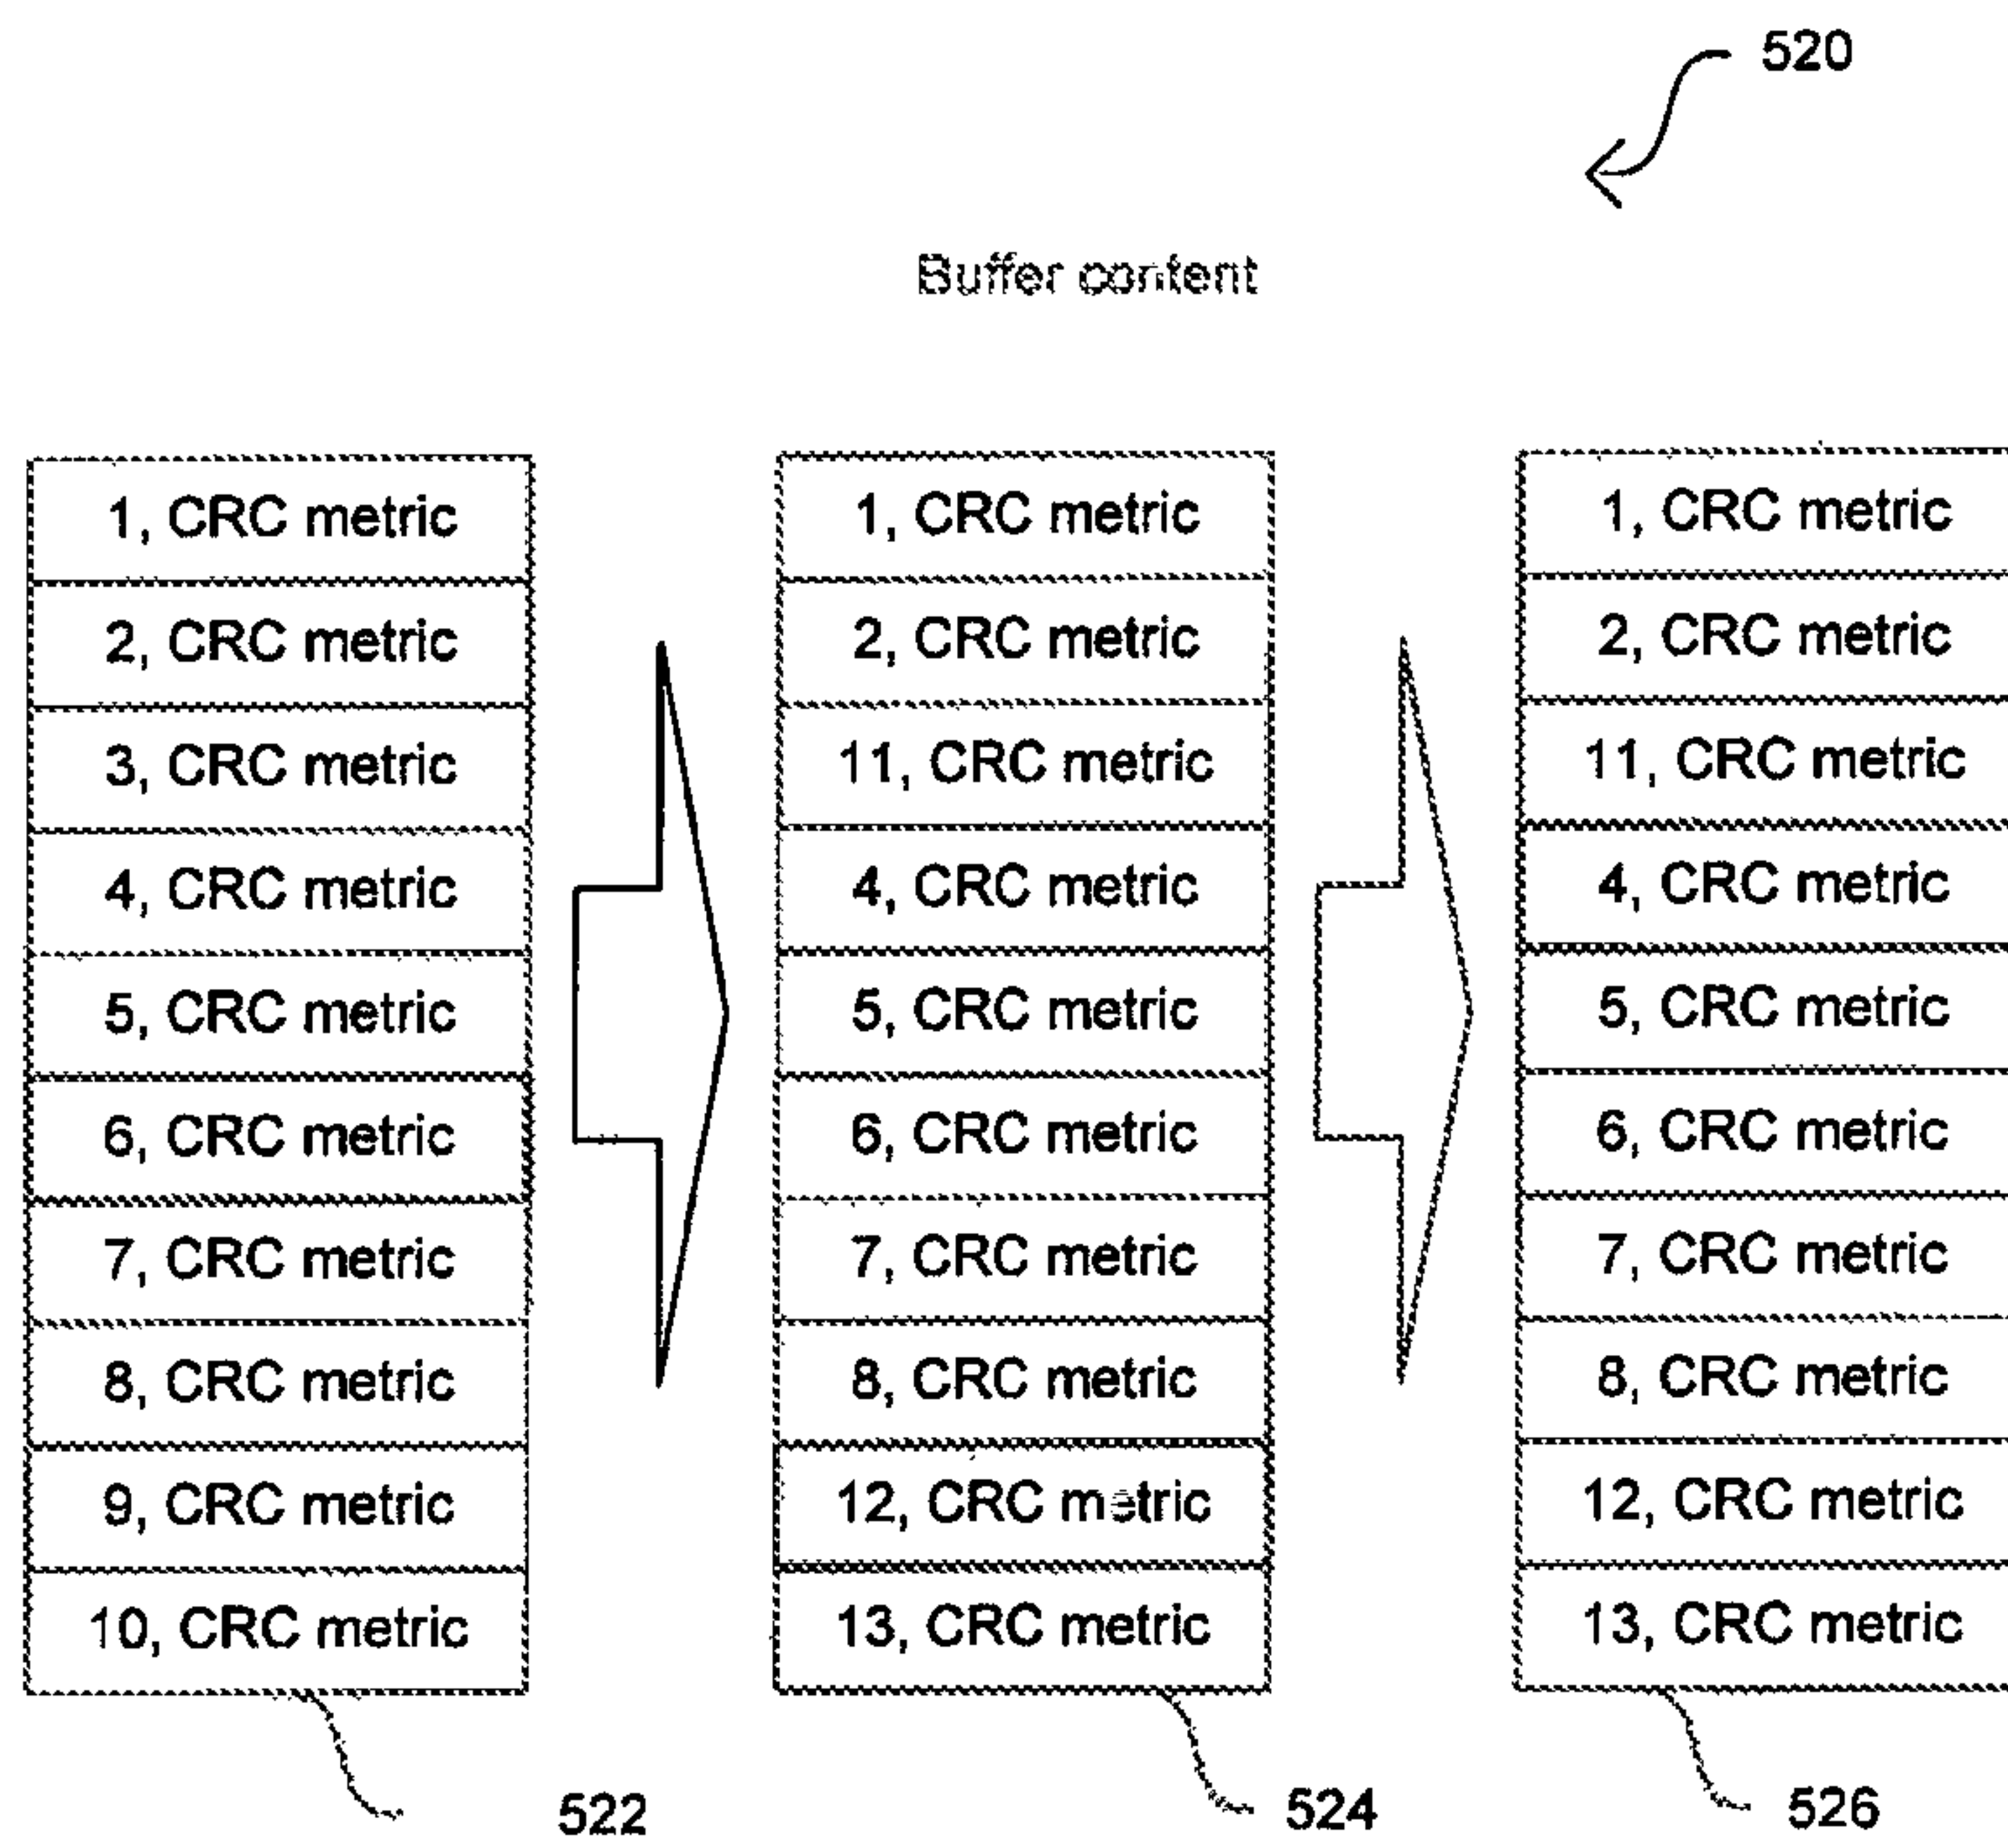 520
Buffer content
1, CRC metric
2, CRC metric
3, CRC metric
4, CRC metric
5, CRC metric
6, CRC metric
7, CRC metric
8, CRC metric
9, CRC metric
10, CRC metric
522
1, CRC metric
2, CRC metric
11, CRC metric
4, CRC metric
5, CRC metric
6, CRC metric
7, CRC metric
8, CRC metric
12, CRC metric
13, CRC metric
524
1, CRC metric
2, CRC metric
11, CRC metric
4, CRC metric
5, CRC metric
6, CRC metric
7, CRC metric
8, CRC metric
12, CRC metric
13, CRC metric
526